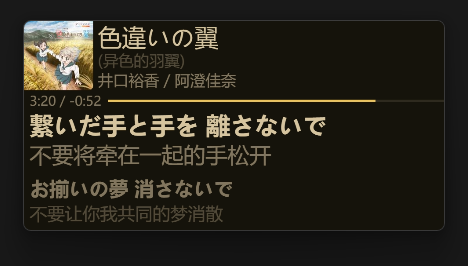 色違いの翼
(异色的羽翼)
井口裕香 / 阿澄佳奈
3:20 / -0:52
繋いだ手と手を 離さないで
不要将牵在一起的手松开
お揃いの夢 消さないで
不要让你我共同的梦消散